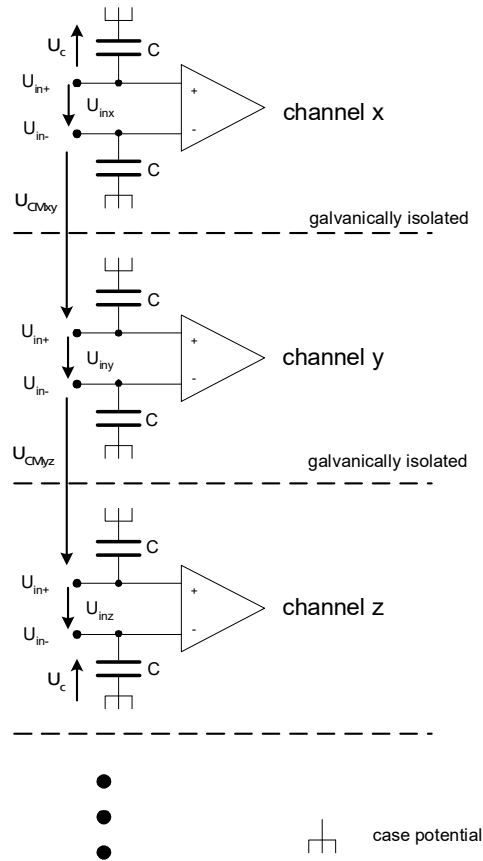 U_c
C
U_in+
+
U_inx
channel x
U_in-
-
C
U_CMxy
galvanically isolated
C
U_in+
+
U_iny
channel y
U_in-
-
C
U_CMyz
galvanically isolated
C
U_in+
+
U_inz
channel z
U_in-
-
C
U_c
case potential